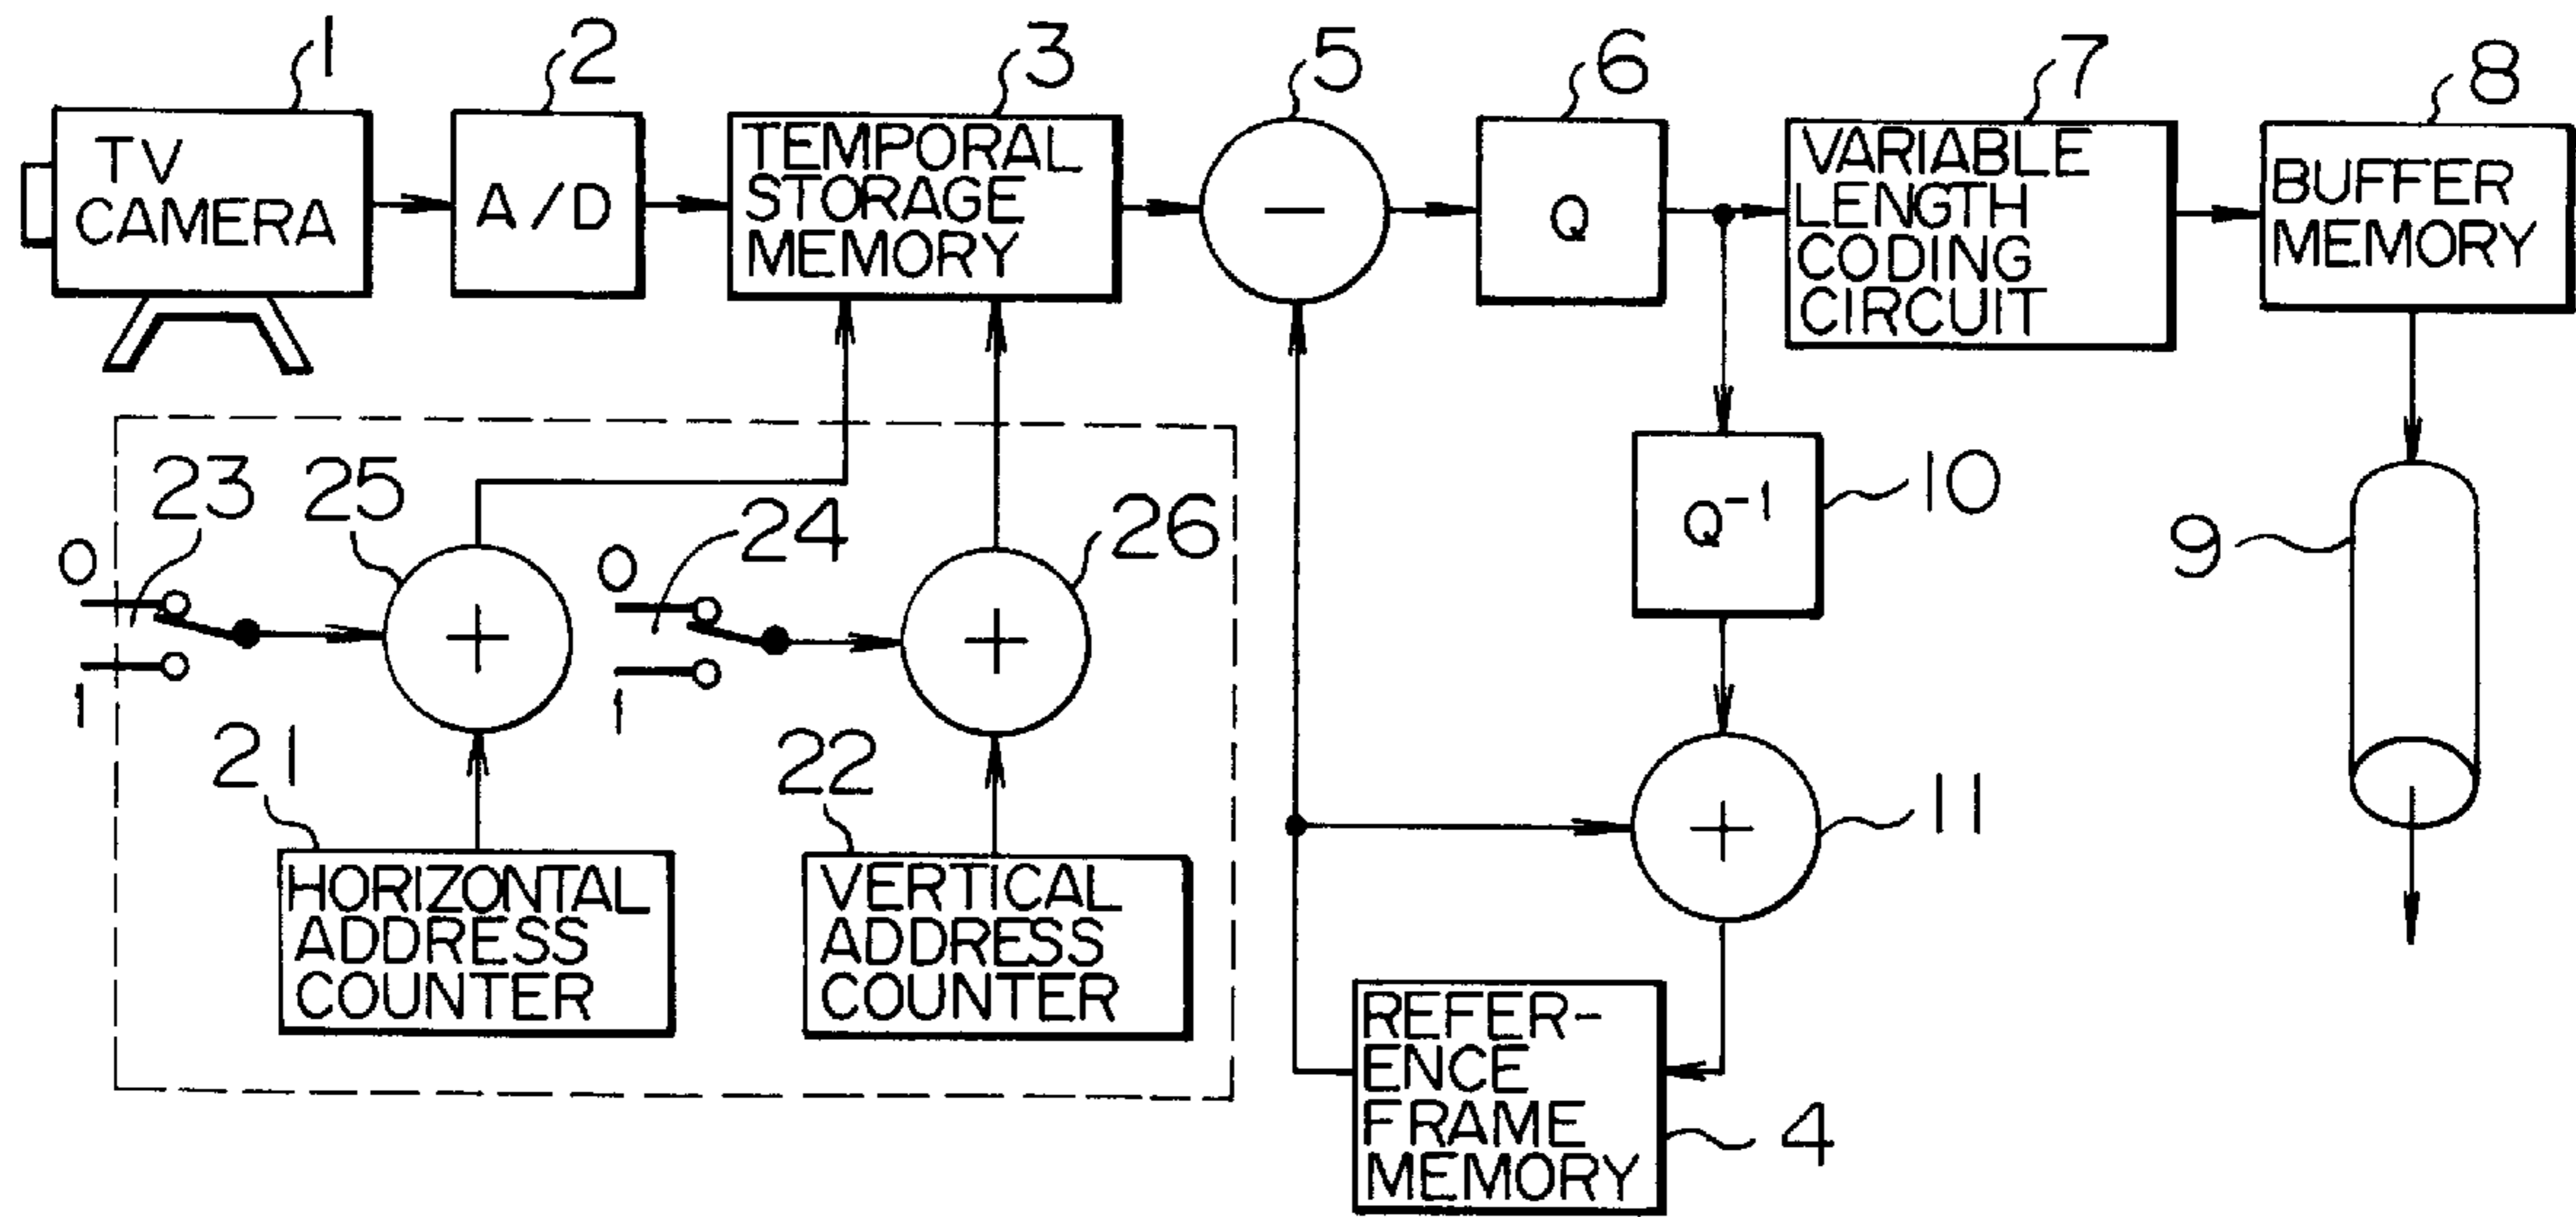 1
2
3
5
6
7
8
TV
CAMERA
A/D
TEMPORAL
STORAGE
MEMORY
−
Q
VARIABLE
LENGTH
CODING
CIRCUIT
BUFFER
MEMORY
23
25
24
26
0
1
+
0
1
+
Q⁻¹
10
9
21
22
HORIZONTAL
ADDRESS
COUNTER
VERTICAL
ADDRESS
COUNTER
+
11
REFER-
ENCE
FRAME
MEMORY
4